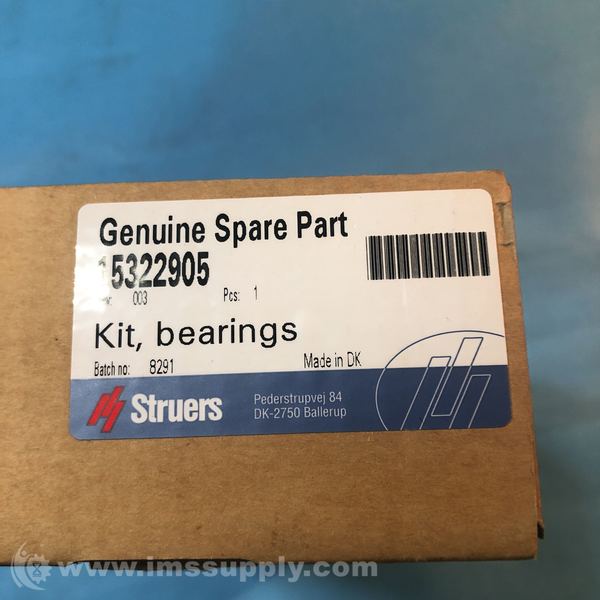 Genuine Spare Part
15322905
003 Pcs: 1
Kit, bearings
Batch no: 8291 Made in DK
Struers
Pederstrupvej 84
DK-2750 Ballerup
www.imssupply.com